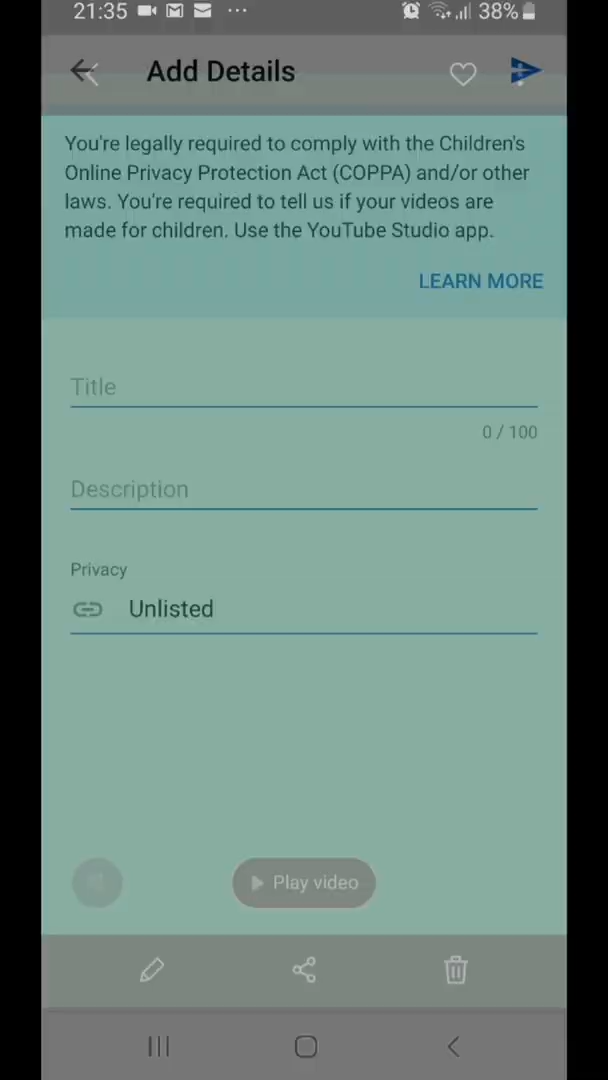 21:35 38%
Add Details
You're legally required to comply with the Children's
Online Privacy Protection Act (COPPA) and/or other
laws. You're required to tell us if your videos are
made for children. Use the YouTube Studio app.
LEARN MORE
Title
0 / 100
Description
Privacy
Unlisted
Play video